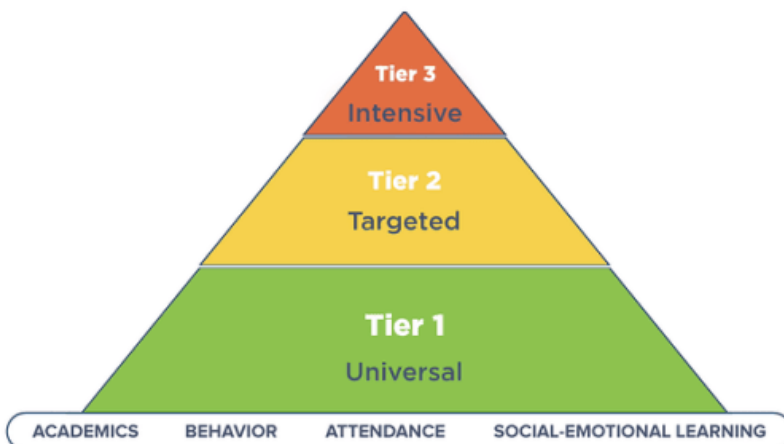 Tier 3
Intensive
Tier 2
Targeted
Tier 1
Universal
ACADEMICS BEHAVIOR ATTENDANCE SOCIAL-EMOTIONAL LEARNING